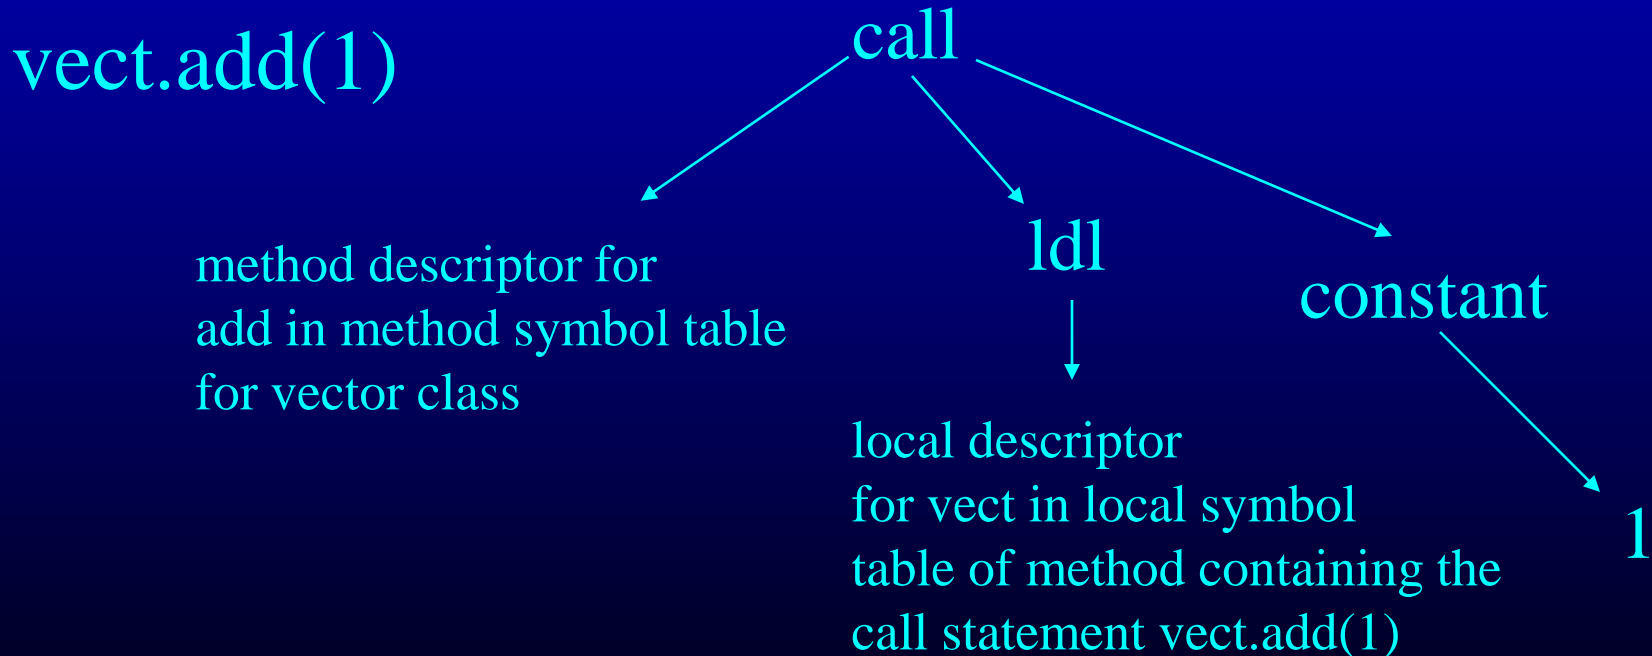 vect.add(1)
call
method descriptor for
add in method symbol table
for vector class
ldl
constant
local descriptor
for vect in local symbol
table of method containing the
call statement vect.add(1)
1